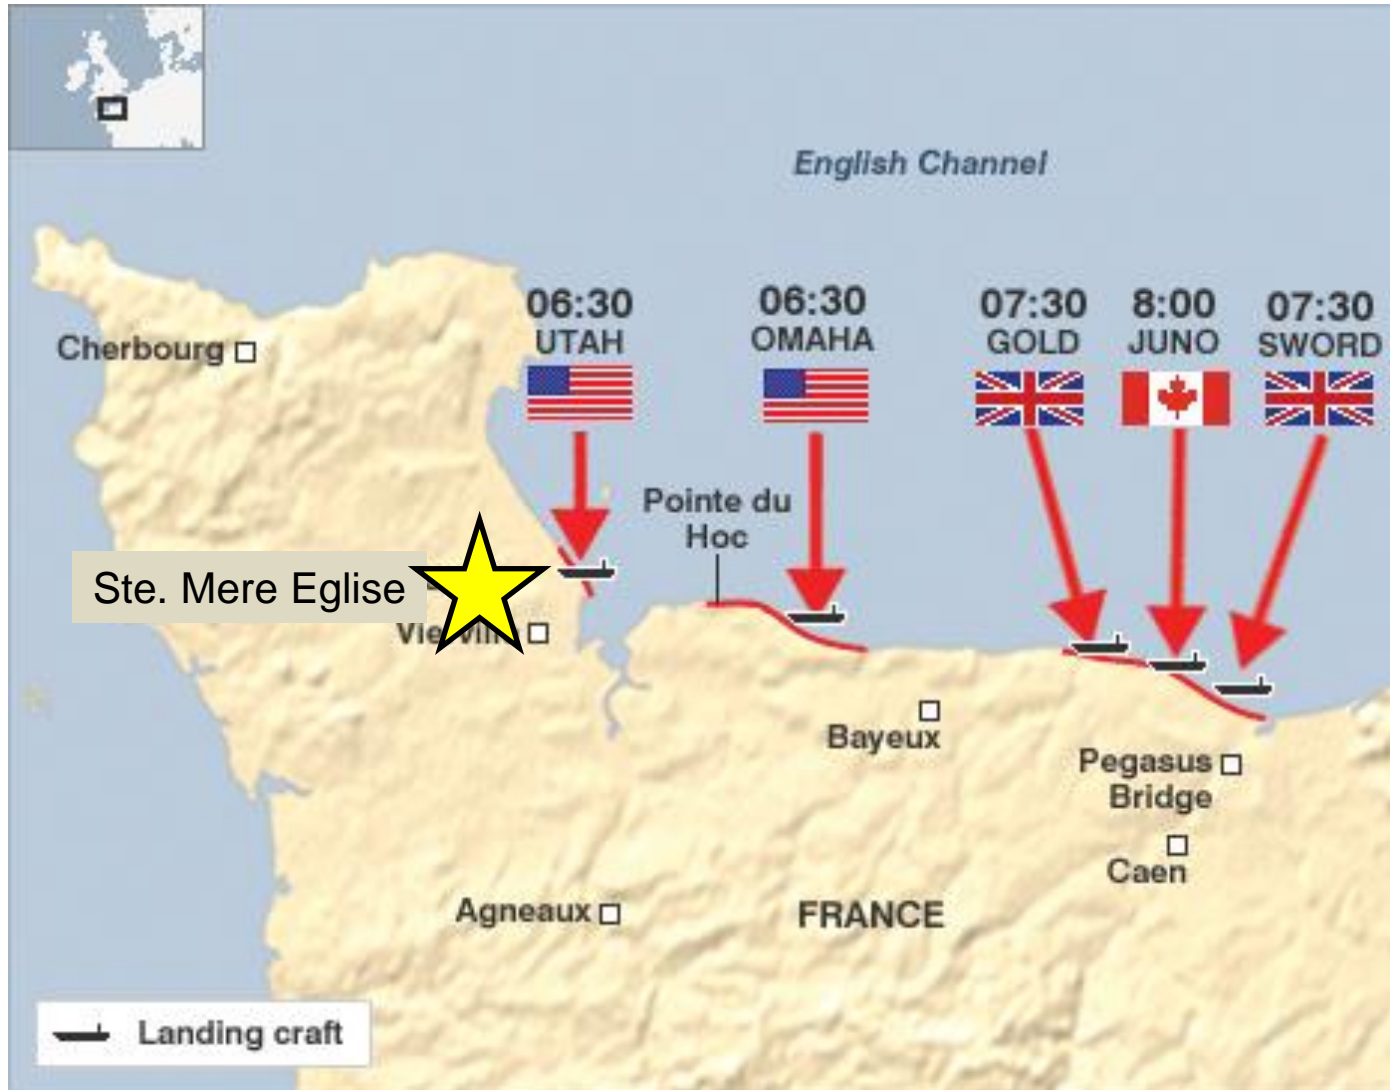 English Channel
06:30
UTAH
06:30
OMAHA
07:30
GOLD
8:00
JUNO
07:30
SWORD
Cherbourg
Pointe du
Hoc
Ste. Mere Eglise
Bayeux
Pegasus
Bridge
Caen
Agneaux
FRANCE
Landing craft